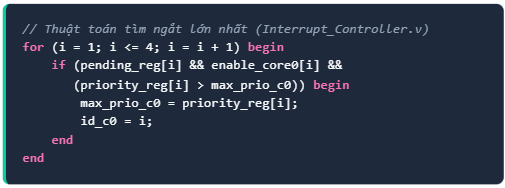 // Thuật toán tìm ngắt lớn nhất (Interrupt_Controller.v)
for (i = 1; i <= 4; i = i + 1) begin
    if (pending_reg[i] && enable_core0[i] &&
       (priority_reg[i] > max_prio_c0)) begin
        max_prio_c0 = priority_reg[i];
        id_c0 = i;
    end
end